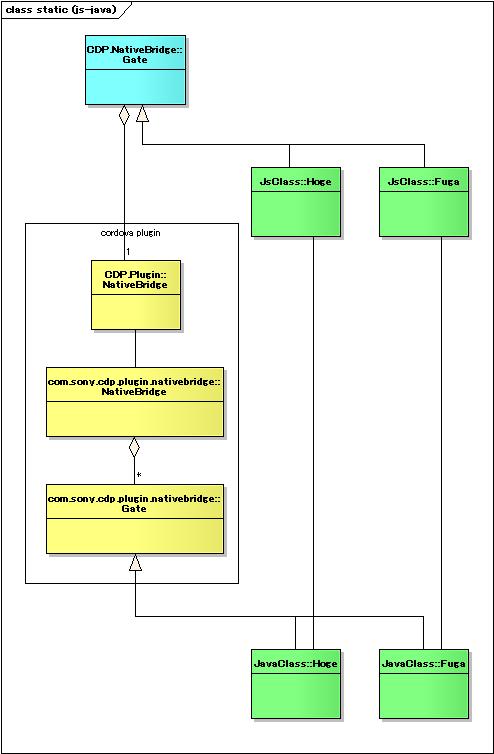 class static (js-java)
CDP.NativeBridge::
Gate
JsClass::Hoge
JsClass::Fuga
cordova plugin
1
CDP.Plugin::
NativeBridge
com.sony.cdp.plugin.nativebridge::
NativeBridge
*
com.sony.cdp.plugin.nativebridge::
Gate
JavaClass::Hoge
JavaClass::Fuga